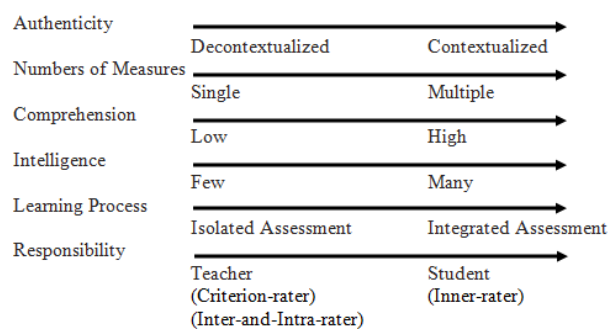 Authenticity
Decontextualized Contextualized
Numbers of Measures
Single Multiple
Comprehension
Low High
Intelligence
Few Many
Learning Process
Isolated Assessment Integrated Assessment
Responsibility
Teacher Student
(Criterion-rater) (Inner-rater)
(Inter-and-Intra-rater)